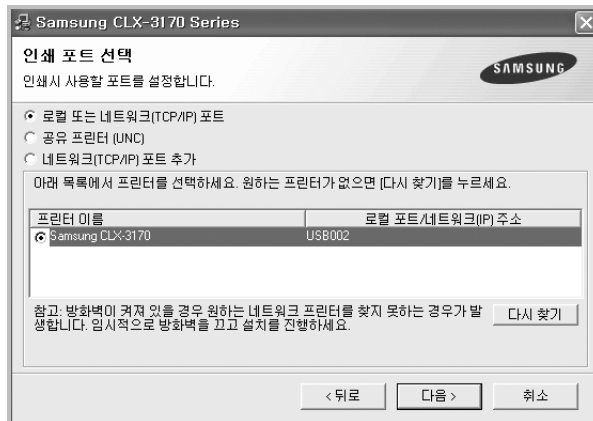 Samsung CLX-3170 Series
인쇄 포트 선택
인쇄시 사용할 포트를 설정합니다.
SAMSUNG
로컬 또는 네트워크(TCP/IP) 포트
공유 프린터 (UNC)
네트워크(TCP/IP) 포트 추가
아래 목록에서 프린터를 선택하세요. 원하는 프린터가 없으면 [다시 찾기]를 누르세요.
프린터 이름 로컬 포트/네트워크(IP) 주소
Samsung CLX-3170 USB002
참고: 방화벽이 켜져 있을 경우 원하는 네트워크 프린터를 찾지 못하는 경우가 발
생합니다. 임시적으로 방화벽을 끄고 설치를 진행하세요.
다시 찾기
< 뒤로 다음 > 취소